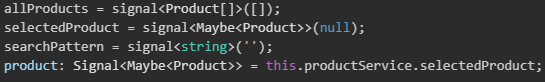 allProducts = signal<Product[]>([]);
selectedProduct = signal<Maybe<Product>>(null);
searchPattern = signal<string>('');
product: Signal<Maybe<Product>> = this.productService.selectedProduct;